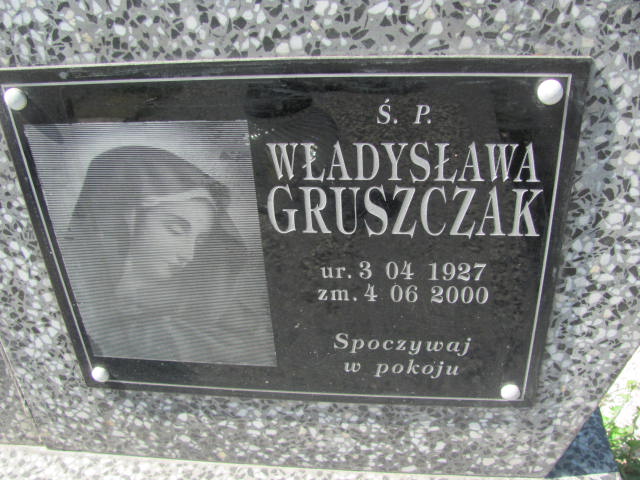 Ś. P.
WŁADYSŁAWA
GRUSZCZAK
ur. 3 04 1927
zm. 4 06 2000
Spoczywaj
w pokoju